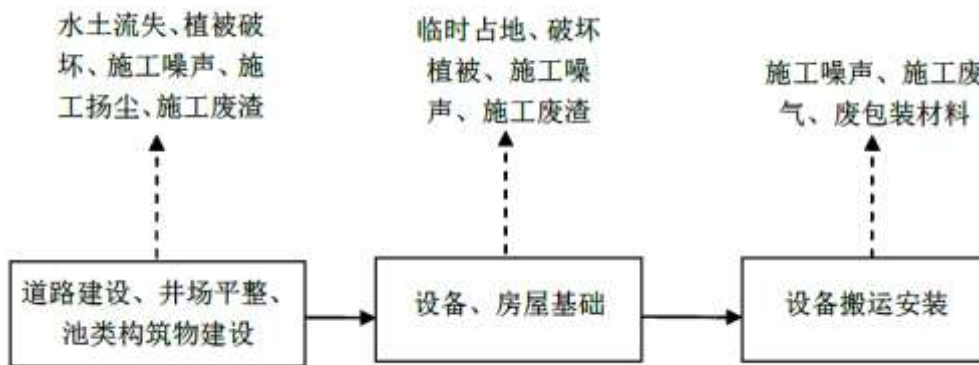 水土流失、植被破
坏、施工噪声、施
工扬尘、施工废渣
临时占地、破坏
植被、施工噪
声、施工废渣
施工噪声、施工废
气、废包装材料
道路建设、井场平整、
池类构筑物建设
设备、房屋基础
设备搬运安装